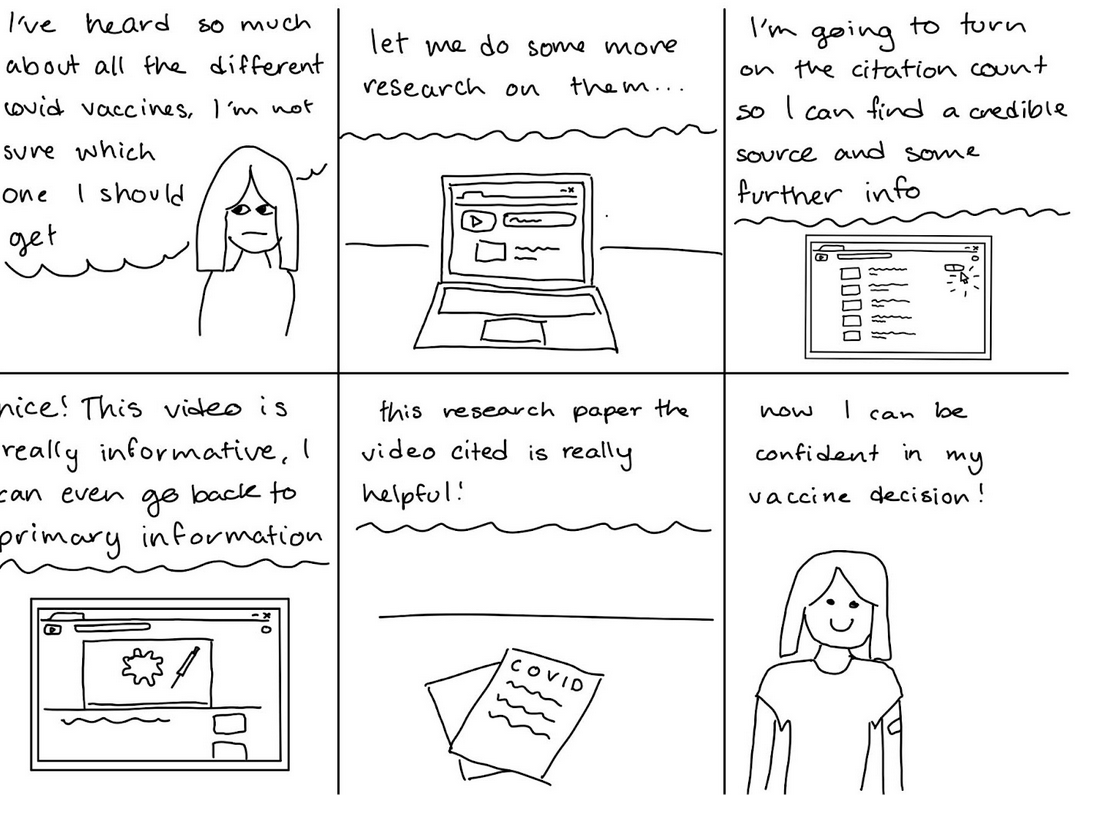 I've heard so much
about all the different
covid vaccines, I'm not
sure which
one I should
get
let me do some more
research on them...
I'm going to turn
on the citation count
so I can find a credible
source and some
further info
nice! This video is
really informative, I
can even go back to
primary information
this research paper the
video cited is really
helpful!
COVID
now I can be
confident in my
vaccine decision!